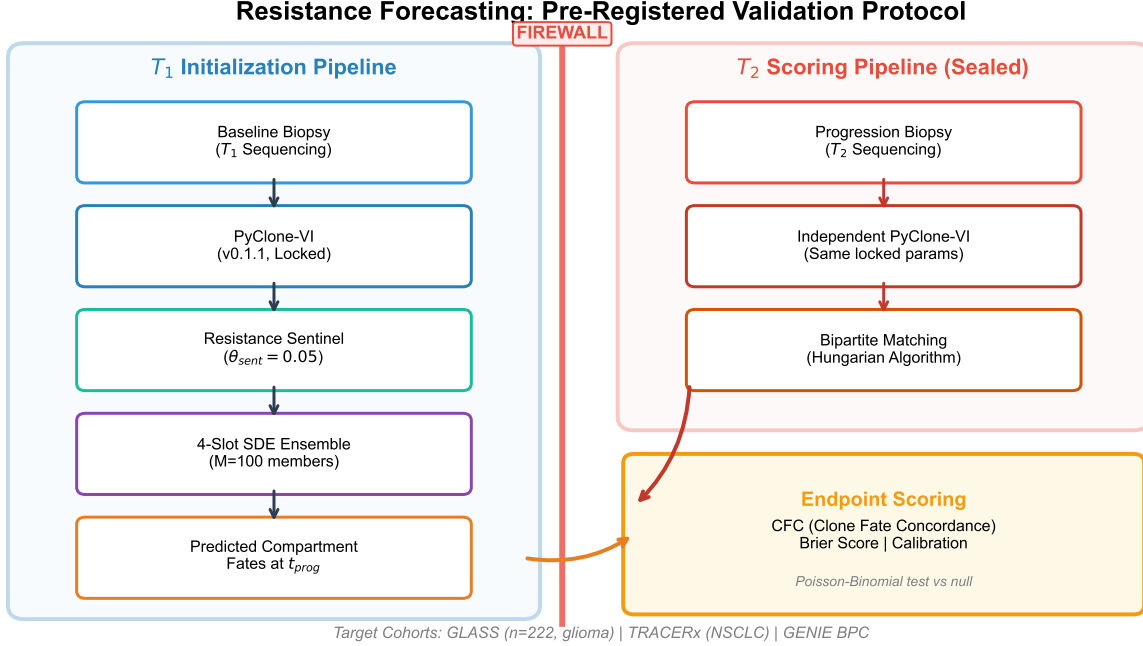 Resistance Forecasting: Pre-Registered Validation Protocol
FIREWALL
T₁ Initialization Pipeline
Baseline Biopsy
(T₁ Sequencing)
PyClone-VI
(v0.1.1, Locked)
Resistance Sentinel
(θ_sent = 0.05)
4-Slot SDE Ensemble
(M=100 members)
Predicted Compartment
Fates at t_prog
T₂ Scoring Pipeline (Sealed)
Progression Biopsy
(T₂ Sequencing)
Independent PyClone-VI
(Same locked params)
Bipartite Matching
(Hungarian Algorithm)
Endpoint Scoring
CFC (Clone Fate Concordance)
Brier Score | Calibration
Poisson-Binomial test vs null
Target Cohorts: GLASS (n=222, glioma) | TRACERx (NSCLC) | GENIE BPC